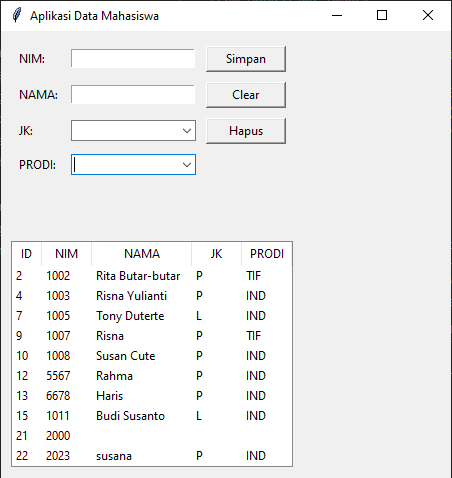 Aplikasi Data Mahasiswa
NIM: Simpan
NAMA: Clear
JK: Hapus
PRODI:
ID NIM NAMA JK PRODI
2 1002 Rita Butar-butar P TIF
4 1003 Risna Yulianti P IND
7 1005 Tony Duterte L IND
9 1007 Risna P TIF
10 1008 Susan Cute P IND
12 5567 Rahma P IND
13 6678 Haris P IND
15 1011 Budi Susanto L IND
21 2000
22 2023 susana P IND